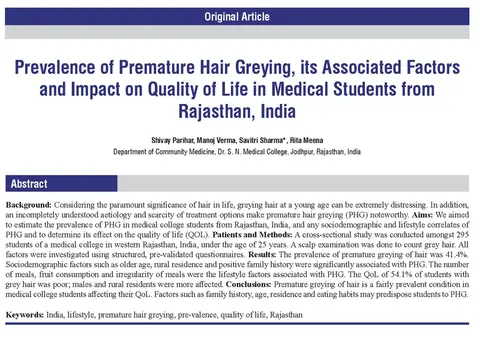 Original Article
Prevalence of Premature Hair Greying, its Associated Factors
and Impact on Quality of Life in Medical Students from
Rajasthan, India
Shivay Parihar, Manoj Verma, Savitri Sharma*, Rita Meena
Department of Community Medicine, Dr. S. N. Medical College, Jodhpur, Rajasthan, India
Abstract
Background: Considering the paramount significance of hair in life, greying hair at a young age can be extremely distressing. In addition,
an incompletely understood aetiology and scarcity of treatment options make premature hair greying (PHG) noteworthy. Aims: We aimed
to estimate the prevalence of PHG in medical college students from Rajasthan, India, and any sociodemographic and lifestyle correlates of
PHG and to determine its effect on the quality of life (QOL). Patients and Methods: A cross-sectional study was conducted amongst 295
students of a medical college in western Rajasthan, India, under the age of 25 years. A scalp examination was done to count grey hair. All
factors were investigated using structured, pre-validated questionnaires. Results: The prevalence of premature greying of hair was 41.4%.
Sociodemographic factors such as older age, rural residence and positive family history were significantly associated with PHG. The number
of meals, fruit consumption and irregularity of meals were the lifestyle factors associated with PHG. The QoL of 54.1% of students with
grey hair was poor; males and rural residents were more affected. Conclusions: Premature greying of hair is a fairly prevalent condition in
medical college students affecting their QoL. Factors such as family history, age, residence and eating habits may predispose students to PHG.
Keywords: India, lifestyle, premature hair greying, pre-valence, quality of life, Rajasthan